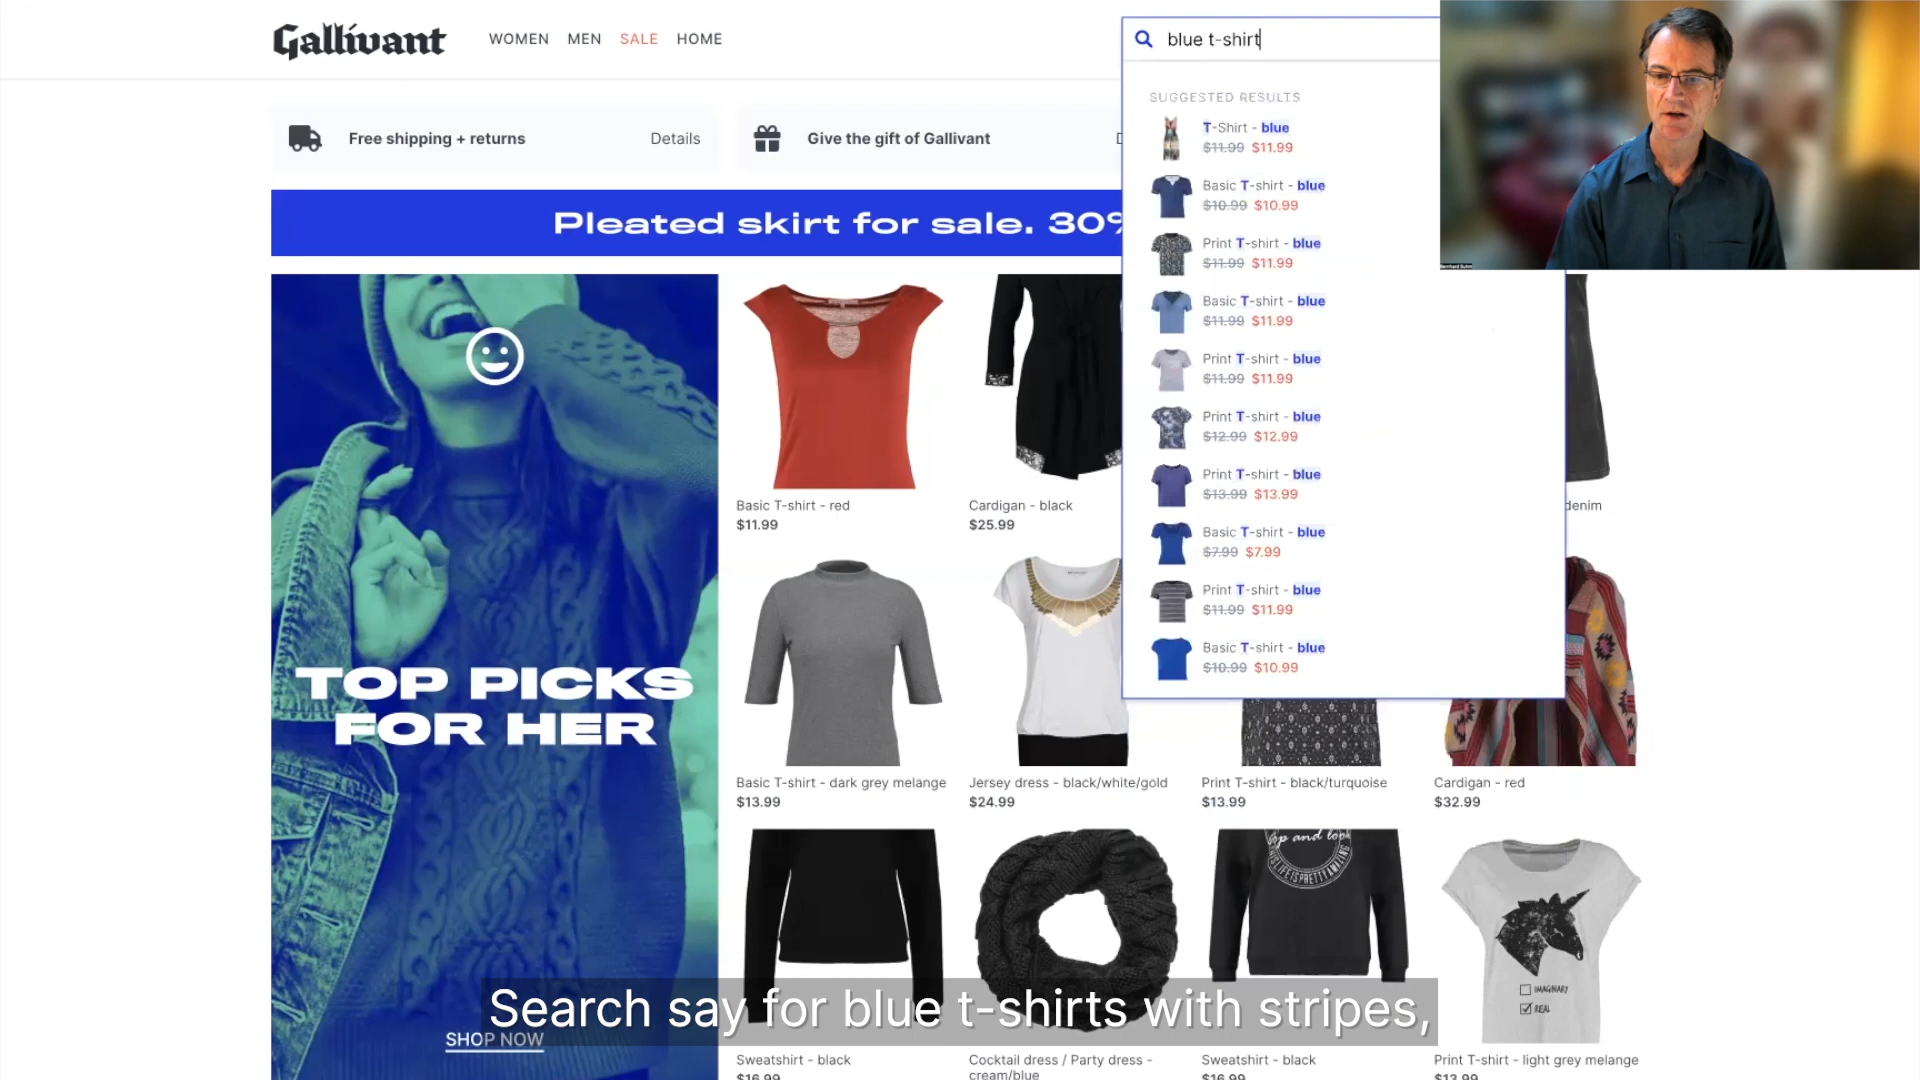 Gallivant
WOMEN MEN SALE HOME
blue t-shirt
SUGGESTED RESULTS
T-Shirt - blue
$11.99 $11.99
Basic T-shirt - blue
$10.99 $10.99
Print T-shirt - blue
$11.99 $11.99
Basic T-shirt - blue
$11.99 $11.99
Print T-shirt - blue
$11.99 $11.99
Print T-shirt - blue
$12.99 $12.99
Print T-shirt - blue
$13.99 $13.99
Basic T-shirt - blue
$7.99 $7.99
Print T-shirt - blue
$11.99 $11.99
Basic T-shirt - blue
$10.99 $10.99
Free shipping + returns Details
Give the gift of Gallivant
Pleated skirt for sale. 30%
TOP PICKS
FOR HER
SHOP NOW
Basic T-shirt - red
$11.99
Cardigan - black
$25.99
denim
Basic T-shirt - dark grey melange
$13.99
Jersey dress - black/white/gold
$24.99
Print T-shirt - black/turquoise
$13.99
Cardigan - red
$32.99
IMAGINARY
REAL
Search say for blue t-shirts with stripes,
Sweatshirt - black
$16.99
Cocktail dress / Party dress -
cream/blue
Sweatshirt - black
$16.99
Print T-shirt - light grey melange
$13.99